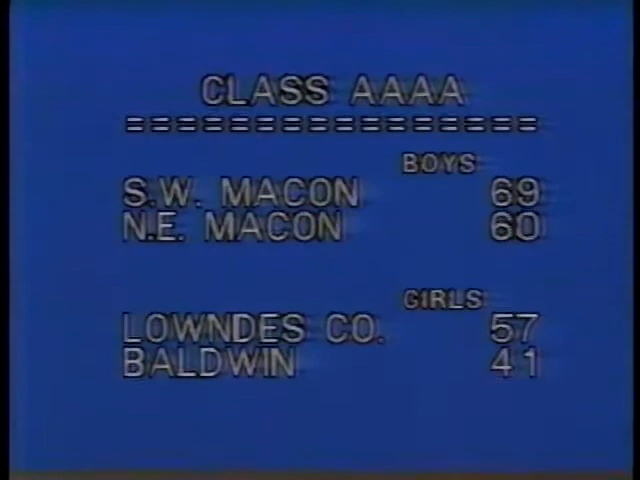 CLASS AAAA
================
BOYS
S.W. MACON 69
N.E. MACON 60
GIRLS
LOWNDES CO. 57
BALDWIN 41